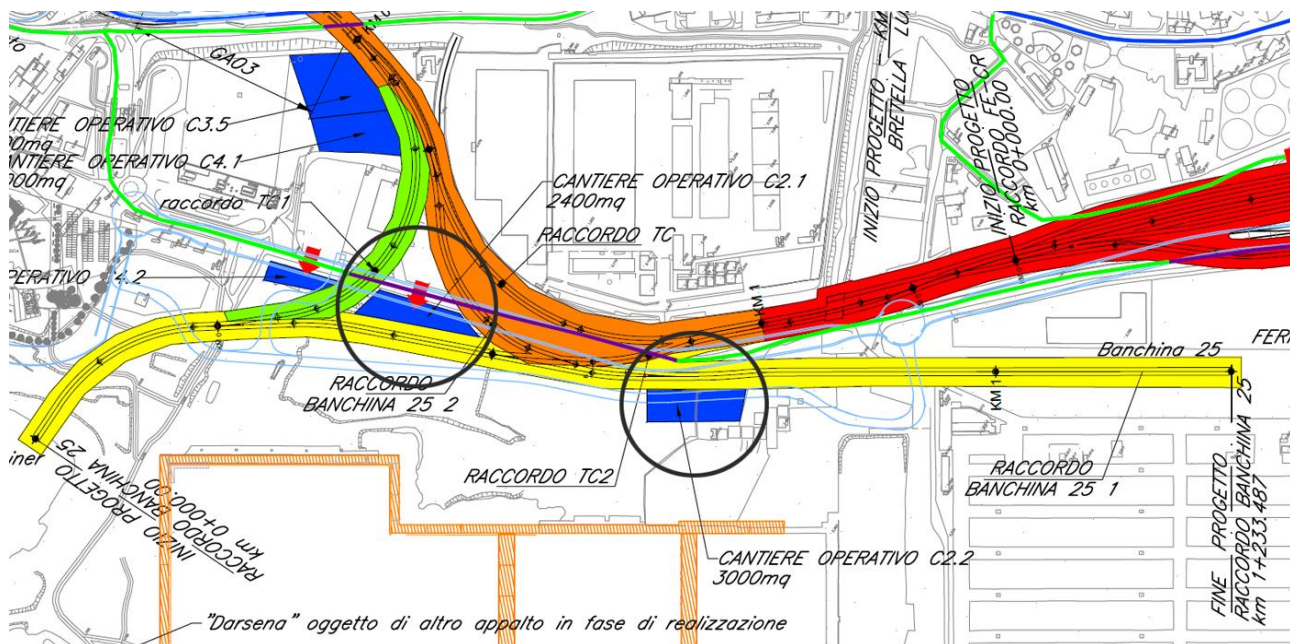 GA03
CANTIERE OPERATIVO C3.5
CANTIERE OPERATIVO C4.1
raccordo TC1
CANTIERE OPERATIVO C2.1
2400mq
RACCORDO TC
INIZIO PROGETTO
BRETELLA
INIZIO PROGETTO
RACCORDO FE-CR
km 0+000.00
OPERATIVO
4.2
KM 1
Banchina 25
RACCORDO
BANCHINA 25 2
KM 1
RACCORDO TC2
RACCORDO
BANCHINA 25 1
INIZIO PROGETTO
RACCORDO BANCHINA 25
km 0+000.00
CANTIERE OPERATIVO C2.2
3000mq
FINE PROGETTO
RACCORDO BANCHINA 25
km 1+233.487
"Darsena" oggetto di altro appalto in fase di realizzazione